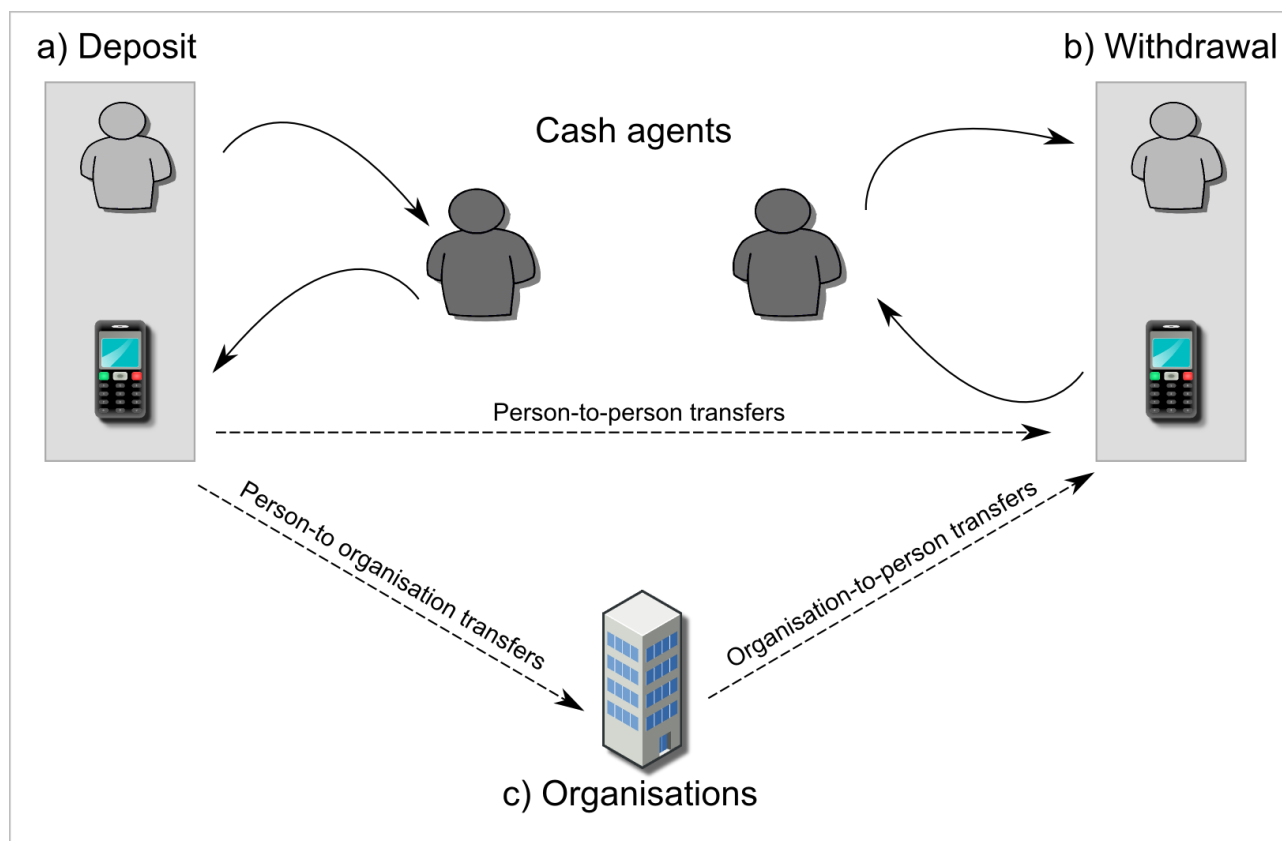 a) Deposit
b) Withdrawal
Cash agents
Person-to-person transfers
Person-to organisation transfers
Organisation-to-person transfers
c) Organisations